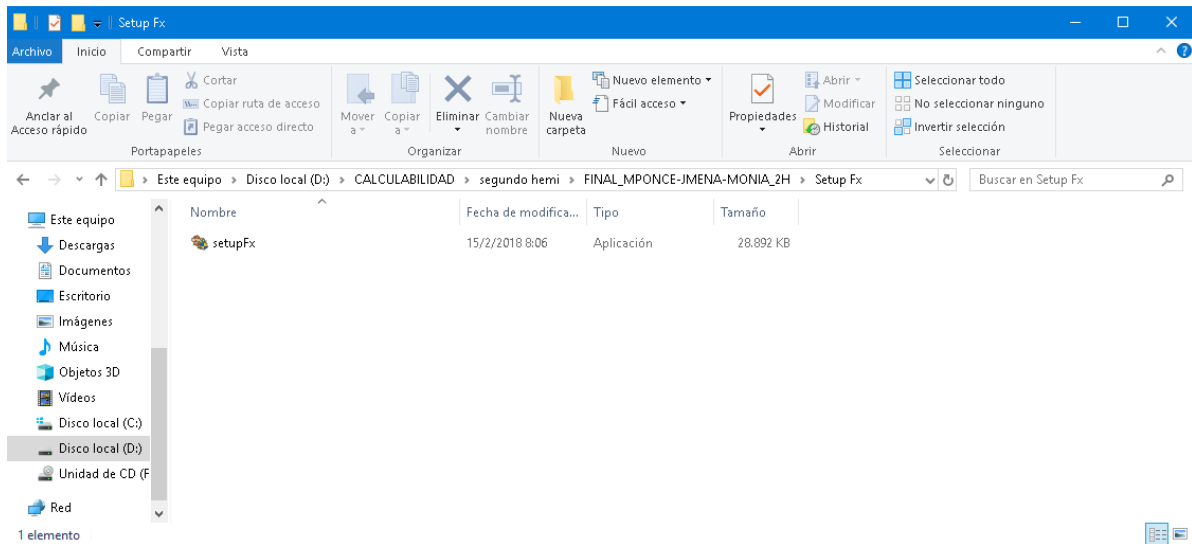 Setup Fx
Archivo Inicio Compartir Vista
Anclar al Acceso rápido
Copiar
Pegar
Cortar
Copiar ruta de acceso
Pegar acceso directo
Portapapeles
Mover a
Copiar a
Eliminar
Cambiar nombre
Organizar
Nueva carpeta
Nuevo elemento
Fácil acceso
Nuevo
Propiedades
Abrir
Modificar
Historial
Abrir
Seleccionar todo
No seleccionar ninguno
Invertir selección
Seleccionar
Este equipo > Disco local (D:) > CALCULABILIDAD > segundo hemi > FINAL_MPONCE-JMENA-MONIA_2H > Setup Fx
Buscar en Setup Fx
Este equipo
Descargas
Documentos
Escritorio
Imágenes
Música
Objetos 3D
Vídeos
Disco local (C:)
Disco local (D:)
Unidad de CD (F
Red
Nombre Fecha de modifica... Tipo Tamaño
setupFx 15/2/2018 8:06 Aplicación 28.892 KB
1 elemento